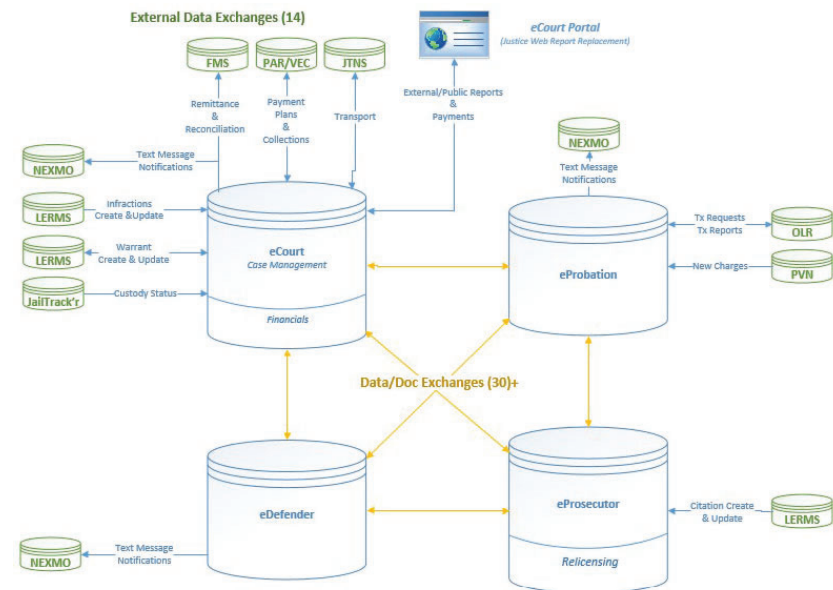 External Data Exchanges (14)
eCourt Portal
(Justice Web Report Replacement)
FMS
PAR/VEC
JTNS
Remittance
&
Reconciliation
Payment
Plans
&
Collections
Transport
External/Public Reports
&
Payments
NEXMO
Text Message
Notifications
NEXMO
Text Message
Notifications
LERMS
Infractions
Create &Update
LERMS
Warrant
Create & Update
JailTrack'r
Custody Status
eCourt
Case Management
Financials
eProbation
Tx Requests
Tx Reports
OLR
New Charges
PVN
Data/Doc Exchanges (30)+
eDefender
eProsecutor
Relicensing
Citation Create
& Update
LERMS
NEXMO
Text Message
Notifications